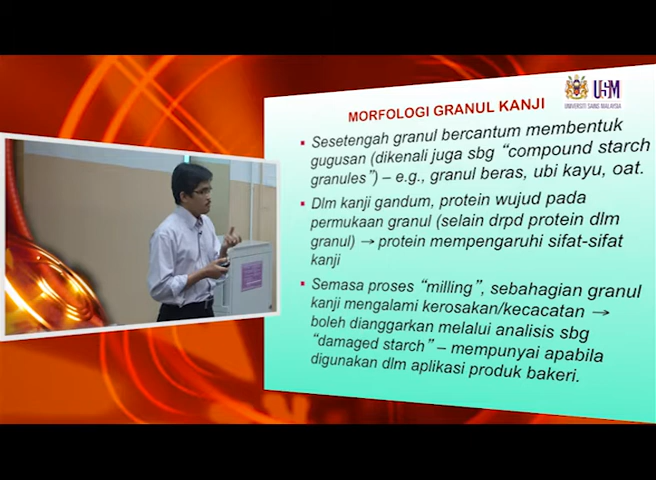 USM
UNIVERSITI SAINS MALAYSIA
MORFOLOGI GRANUL KANJI
Sesetengah granul bercantum membentuk
gugusan (dikenali juga sbg “compound starch
granules”) – e.g., granul beras, ubi kayu, oat.
Dlm kanji gandum, protein wujud pada
permukaan granul (selain drpd protein dlm
granul) → protein mempengaruhi sifat-sifat
kanji
Semasa proses “milling”, sebahagian granul
kanji mengalami kerosakan/kecacatan →
boleh dianggarkan melalui analisis sbg
“damaged starch” – mempunyai apabila
digunakan dlm aplikasi produk bakeri.